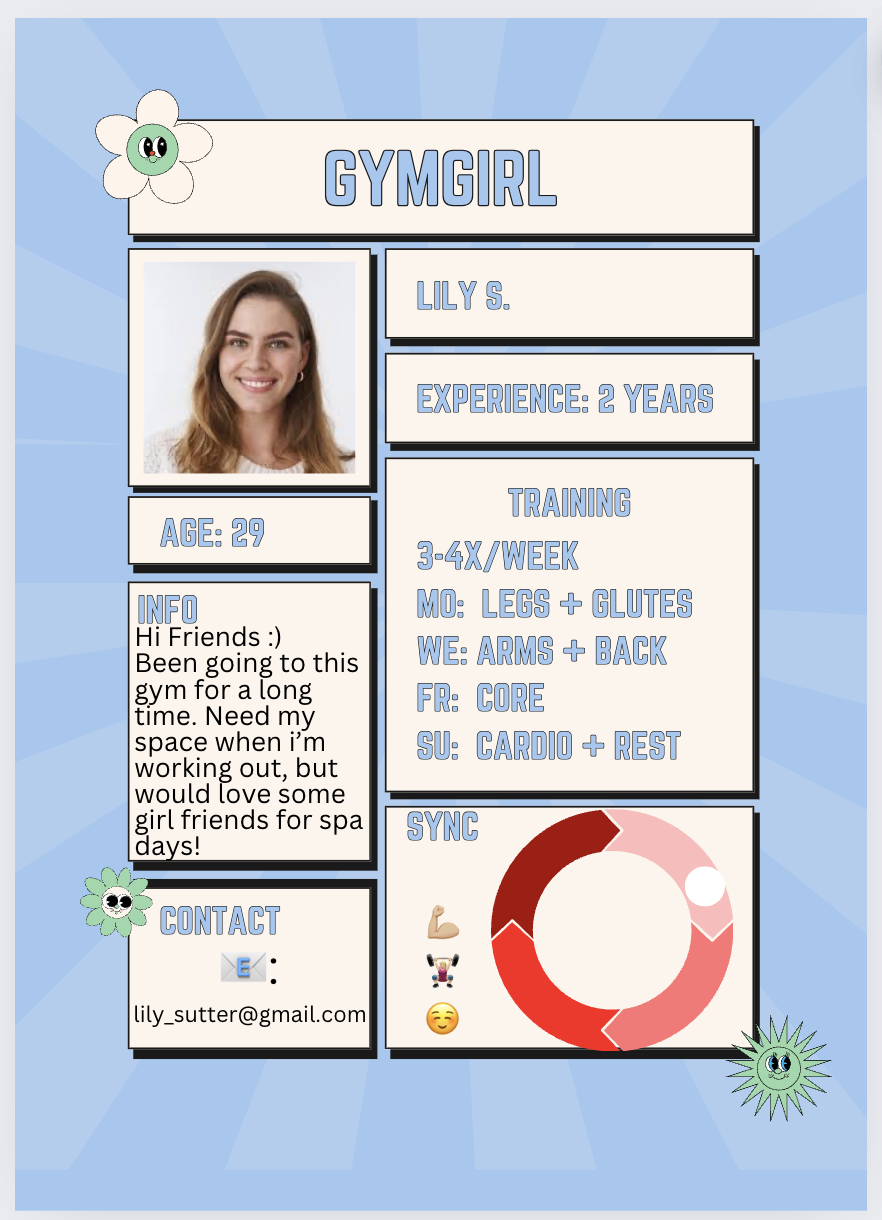 GYMGIRL
LILY S.
EXPERIENCE: 2 YEARS
AGE: 29
TRAINING
3-4X/WEEK
MO: LEGS + GLUTES
WE: ARMS + BACK
FR: CORE
SU: CARDIO + REST
INFO
Hi Friends :)
Been going to this
gym for a long
time. Need my
space when i'm
working out, but
would love some
girl friends for spa
days!
SYNC
CONTACT
📧:
lily_sutter@gmail.com